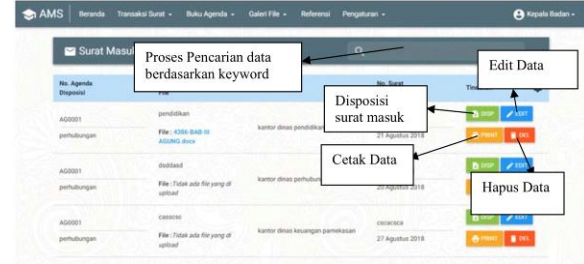 AMS Beranda Transaksi Surat Buku Agenda Galeri File Referensi Pengaturan Kepala Badan
Surat Masuk
Proses Pencarian data
berdasarkan keyword
Edit Data
No. Agenda
Disposisi
File
No. Surat
Disposisi
surat masuk
AG0001
pendidikan
perhubungan
File : 4386-BAB III
AGUNG.docx
kantor dinas pendidikan
21 Agustus 2018
DISP EDIT
PRINT DEL
Cetak Data
Hapus Data
AG0001
dsddasd
perhubungan
File : Tidak ada file yang di
upload
kantor dinas perhubungan
20 Agustus 2018
DISP EDIT
AG0001
casscsc
perhubungan
File : Tidak ada file yang di
upload
kantor dinas keuangan pamekasan
cscacsca
27 Agustus 2018
DISP EDIT
PRINT DEL